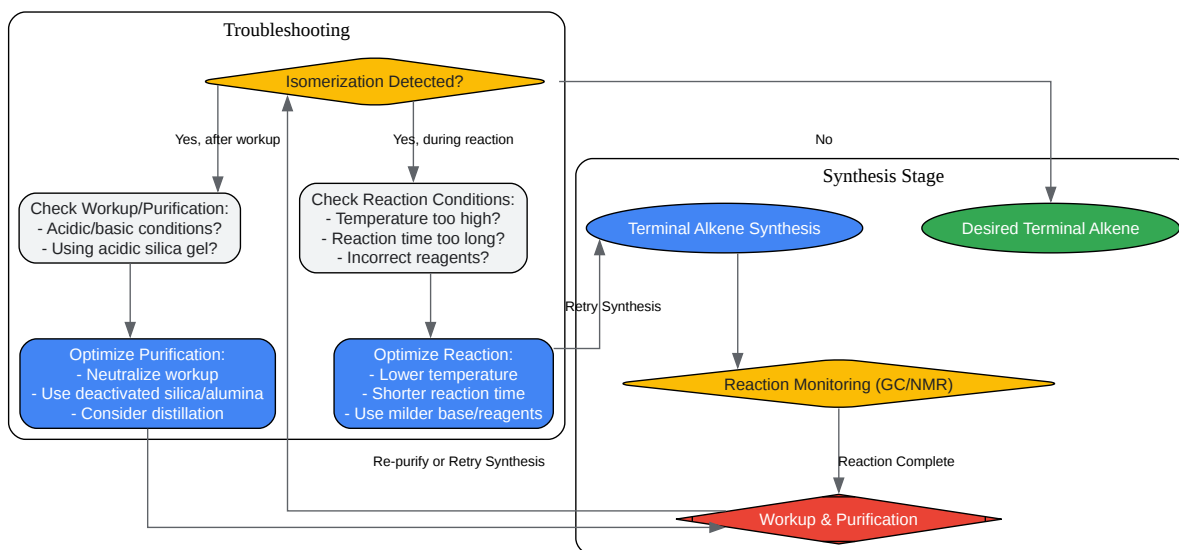 Troubleshooting
Isomerization Detected?
Yes, after workup
Yes, during reaction
No
Check Workup/Purification:
- Acidic/basic conditions?
- Using acidic silica gel?
Check Reaction Conditions:
- Temperature too high?
- Reaction time too long?
- Incorrect reagents?
Optimize Purification:
- Neutralize workup
- Use deactivated silica/alumina
- Consider distillation
Optimize Reaction:
- Lower temperature
- Shorter reaction time
- Use milder base/reagents
Retry Synthesis
Re-purify or Retry Synthesis
Synthesis Stage
Terminal Alkene Synthesis
Desired Terminal Alkene
Reaction Monitoring (GC/NMR)
Reaction Complete
Workup & Purification